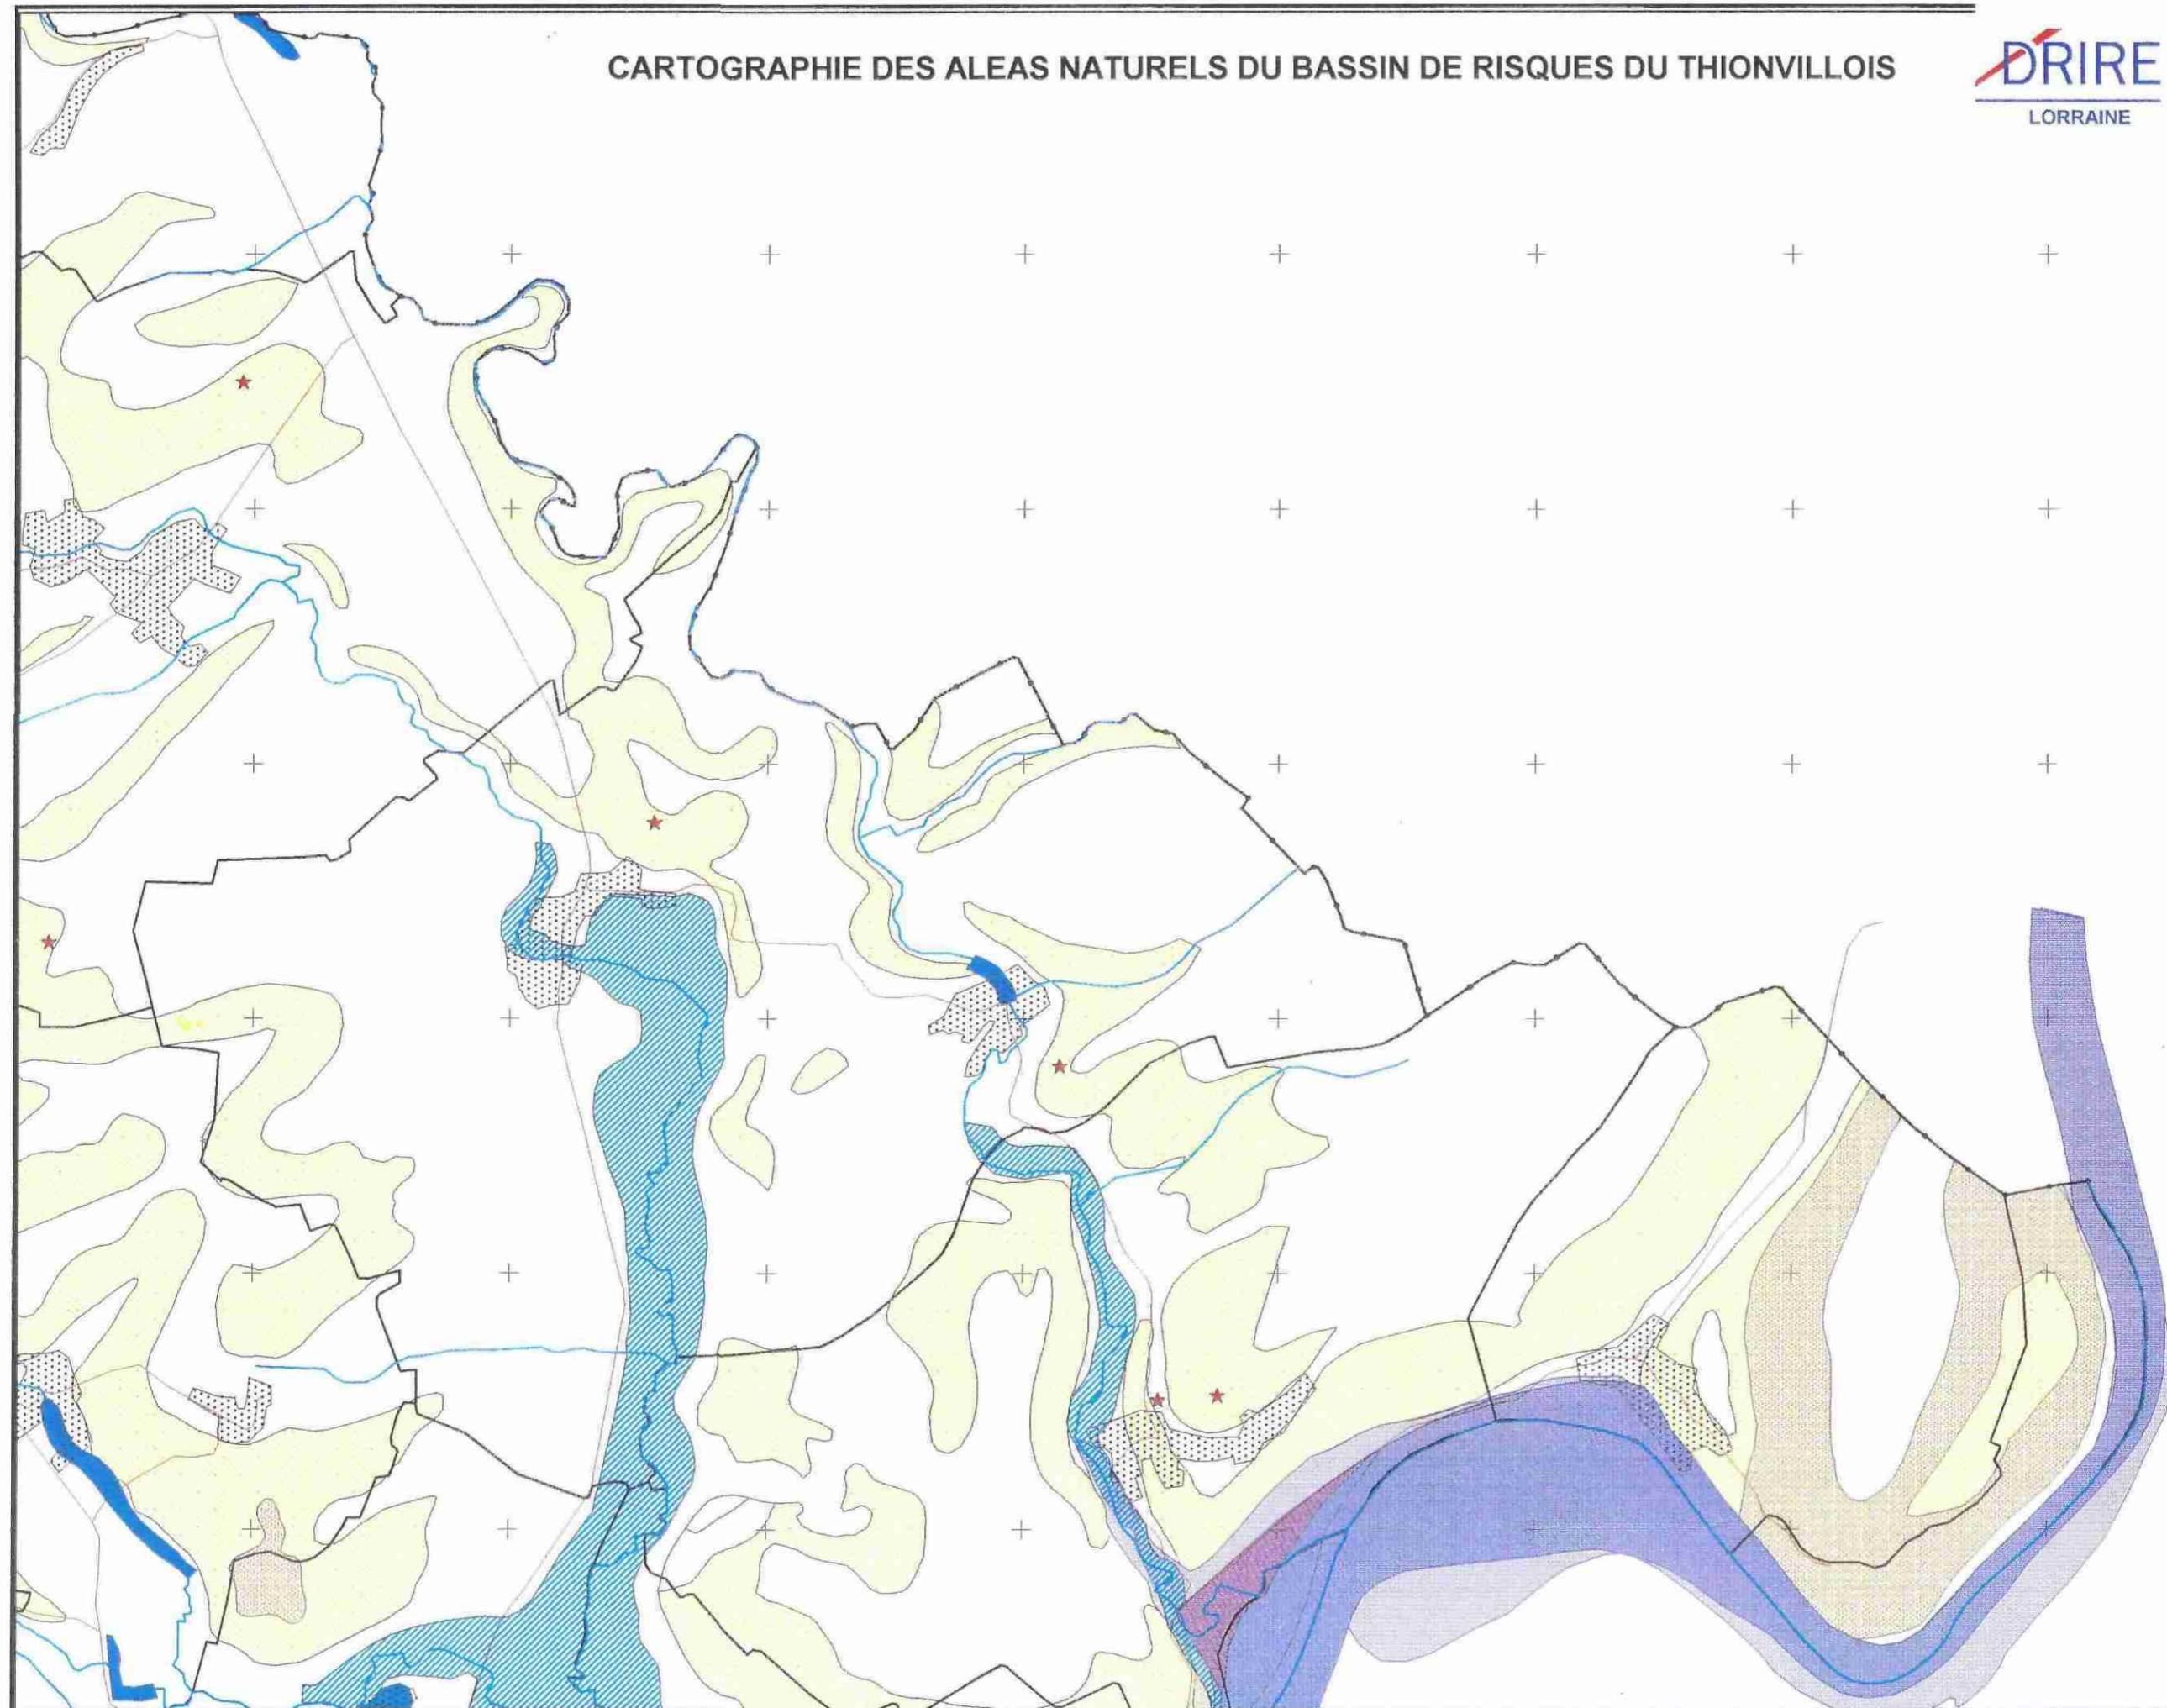 CARTOGRAPHIE DES ALEAS NATURELS DU BASSIN DE RISQUES DU THIONVILLOIS
DRIRE
LORRAINE